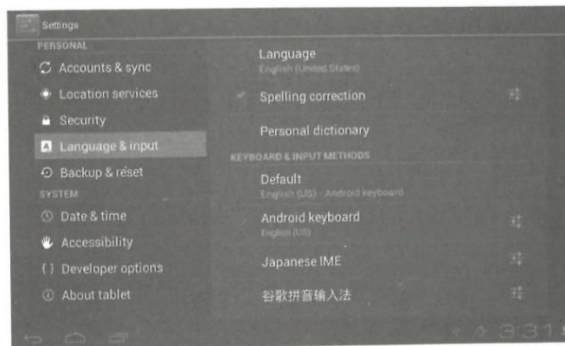 Settings
PERSONAL
Accounts & sync
Location services
Security
Language & input
Backup & reset
SYSTEM
Date & time
Accessibility
{ } Developer options
About tablet
Language
English (United States)
Spelling correction
Personal dictionary
KEYBOARD & INPUT METHODS
Default
English (US) - Android keyboard
Android keyboard
English (US)
Japanese IME
谷歌拼音输入法
3:31